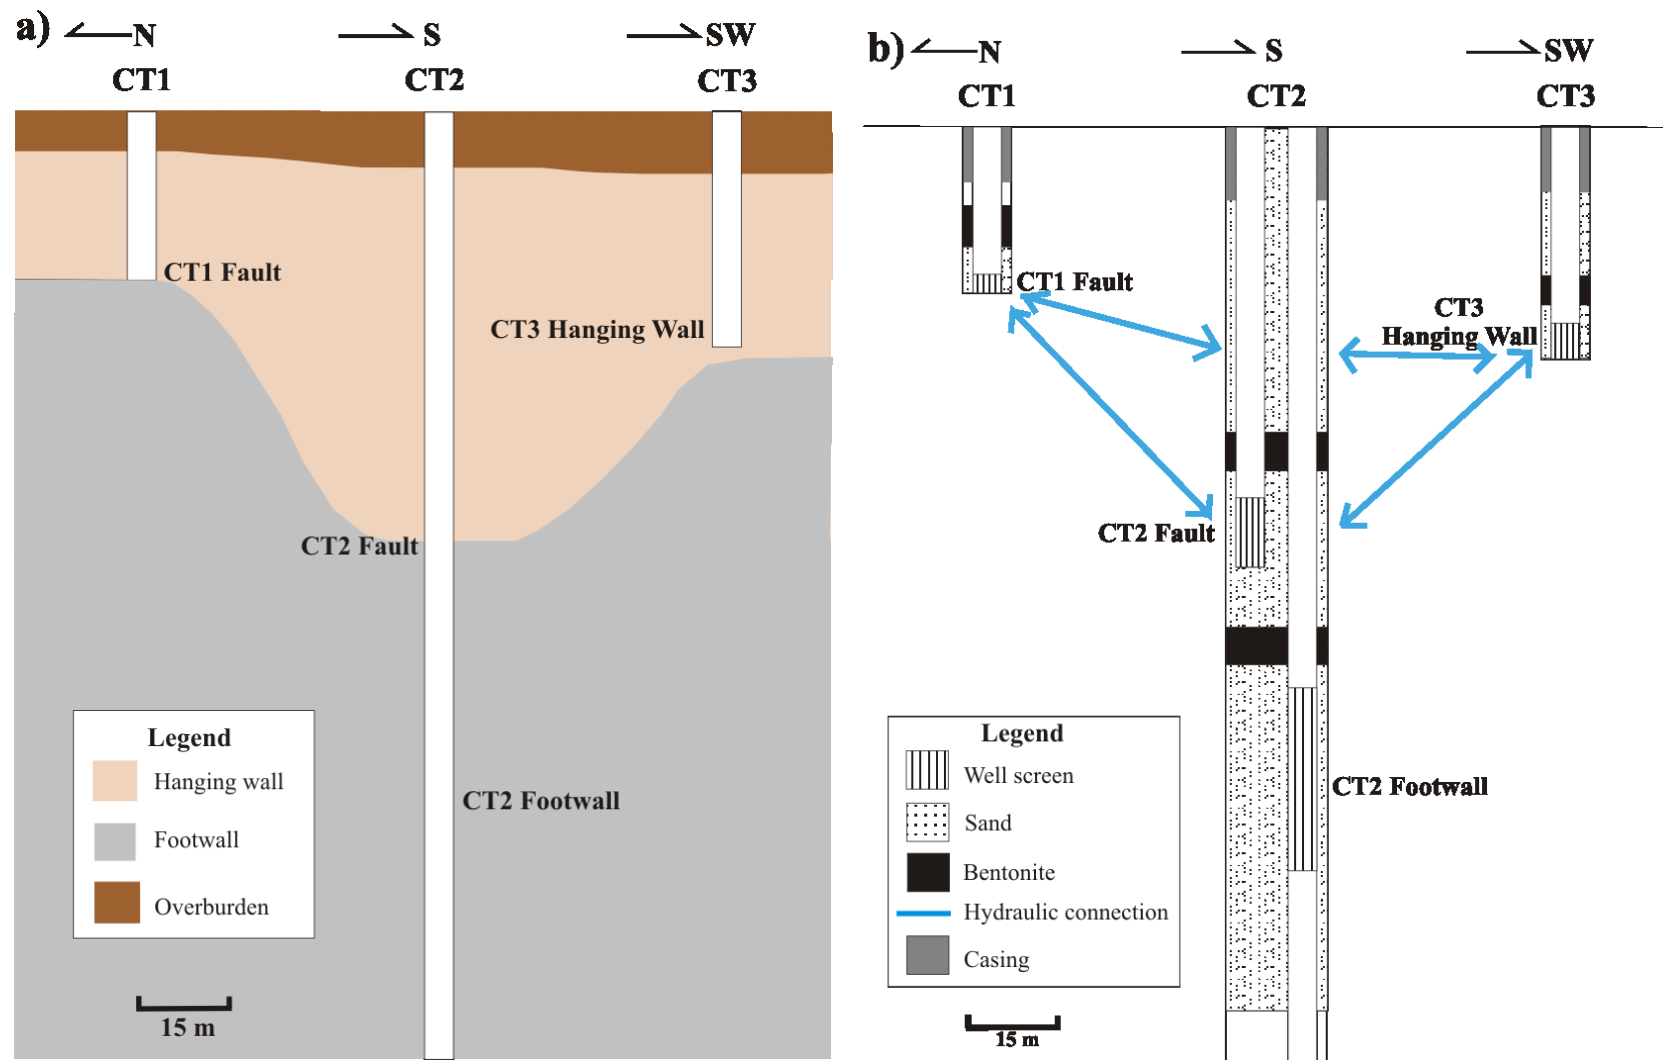 a)
N
S
SW
CT1
CT2
CT3
CT1 Fault
CT3 Hanging Wall
CT2 Fault
CT2 Footwall
Legend
Hanging wall
Footwall
Overburden
15 m
b)
N
S
SW
CT1
CT2
CT3
CT1 Fault
CT3
Hanging Wall
CT2 Fault
CT2 Footwall
Legend
Well screen
Sand
Bentonite
Hydraulic connection
Casing
15 m